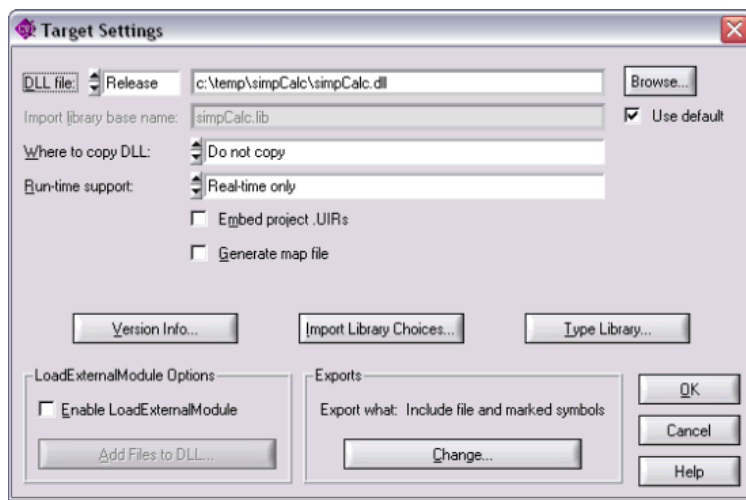 Target Settings
DLL file: Release c:\temp\simpCalc\simpCalc.dll Browse...
Import library base name: simpCalc.lib Use default
Where to copy DLL: Do not copy
Run-time support: Real-time only
Embed project .UIRs
Generate map file
Version Info... Import Library Choices... Type Library...
LoadExternalModule Options Exports
OK
Enable LoadExternalModule Export what: Include file and marked symbols
Cancel
Add Files to DLL... Change...
Help